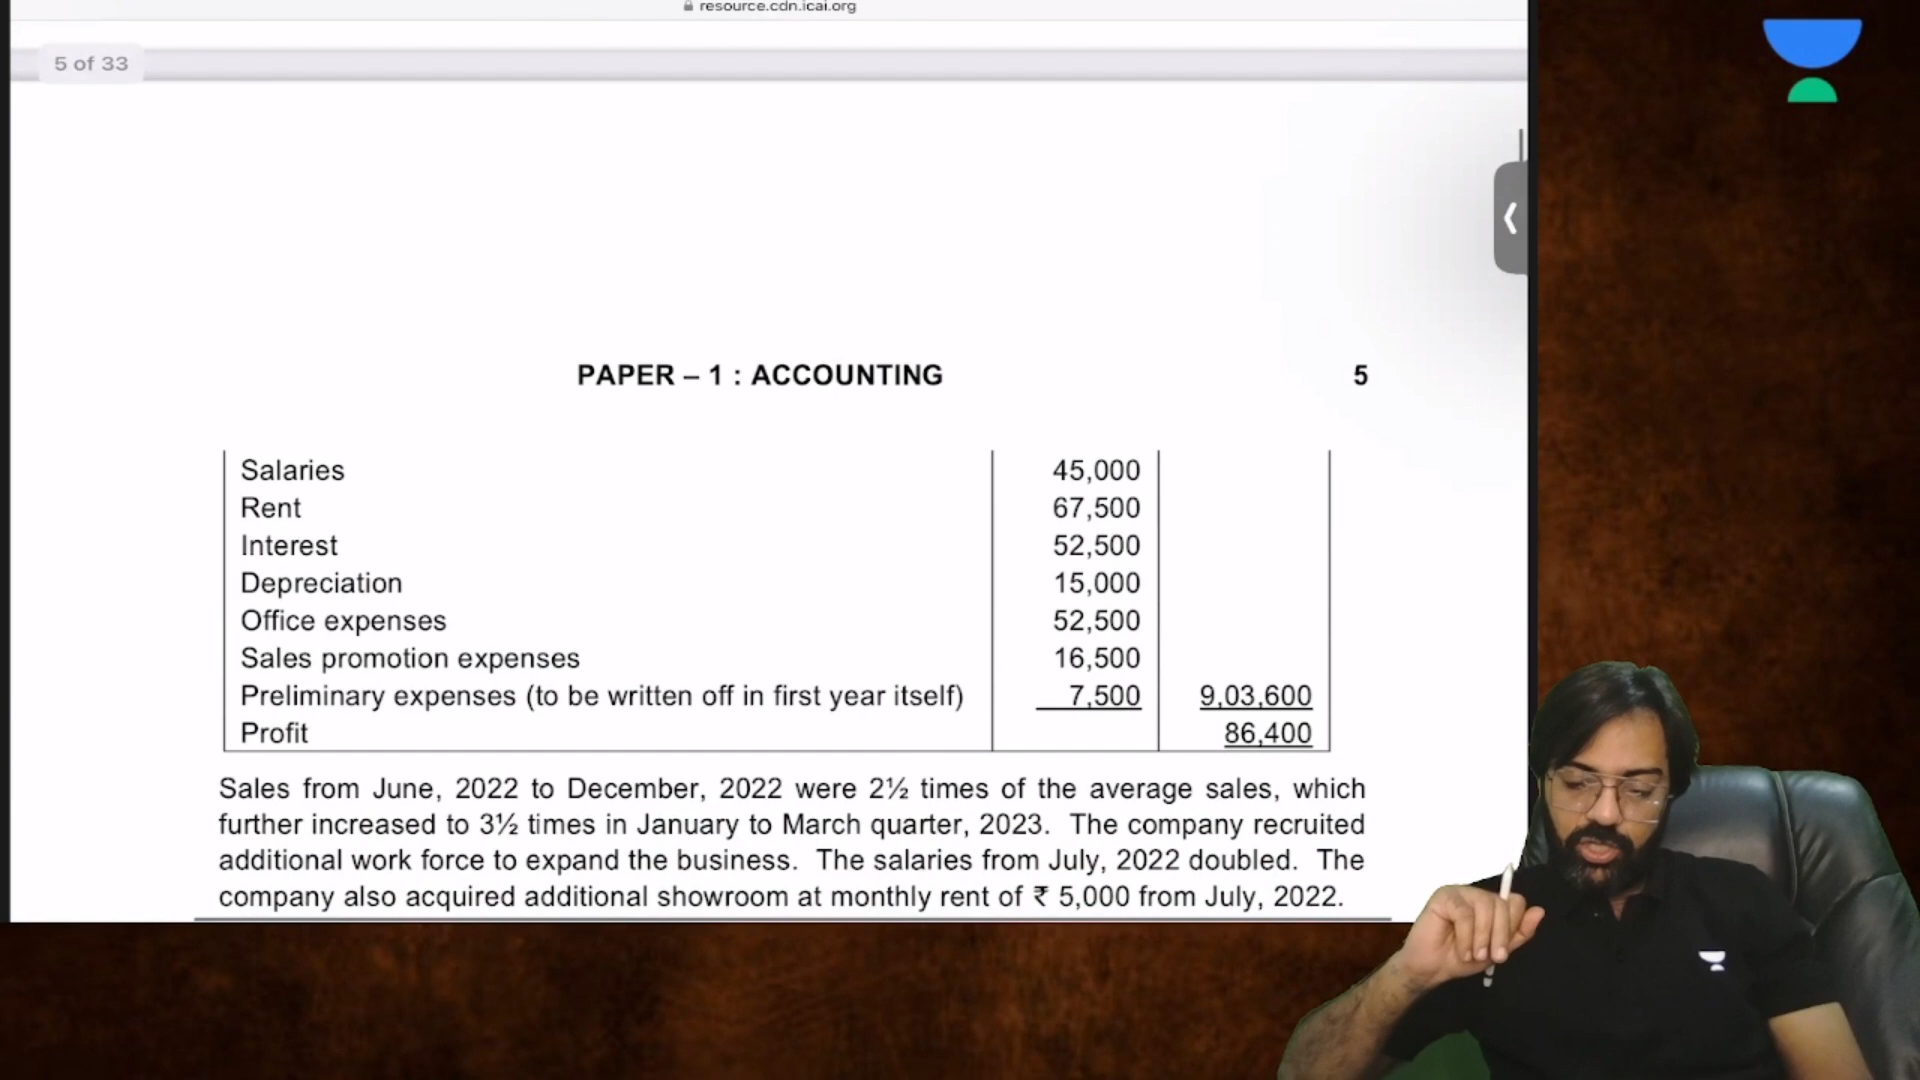 resource.cdn.icai.org
5 of 33
PAPER – 1 : ACCOUNTING 5
Salaries 45,000
Rent 67,500
Interest 52,500
Depreciation 15,000
Office expenses 52,500
Sales promotion expenses 16,500
Preliminary expenses (to be written off in first year itself) 7,500 9,03,600
Profit 86,400
Sales from June, 2022 to December, 2022 were 2½ times of the average sales, which
further increased to 3½ times in January to March quarter, 2023. The company recruited
additional work force to expand the business. The salaries from July, 2022 doubled. The
company also acquired additional showroom at monthly rent of ₹ 5,000 from July, 2022.